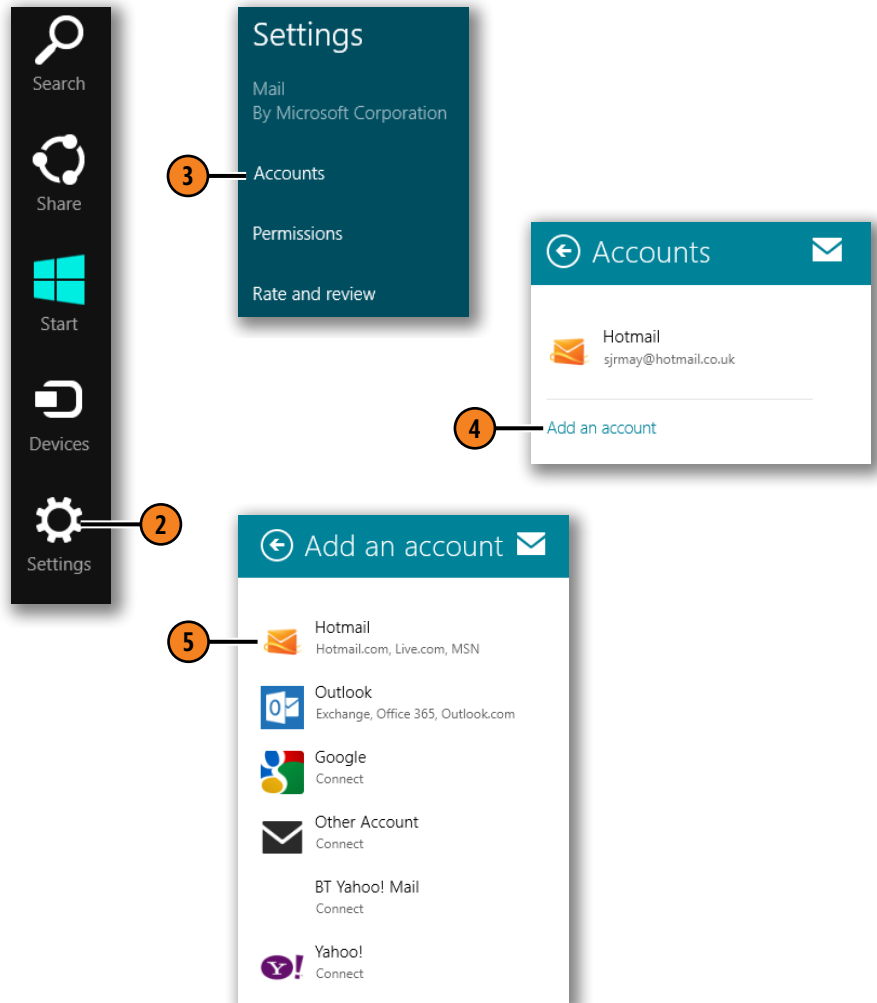 Search
Share
Start
Devices
Settings
2
Settings
Mail
By Microsoft Corporation
3
Accounts
Permissions
Rate and review
Accounts
Hotmail
sjrmay@hotmail.co.uk
4
Add an account
Add an account
5
Hotmail
Hotmail.com, Live.com, MSN
Outlook
Exchange, Office 365, Outlook.com
Google
Connect
Other Account
Connect
BT Yahoo! Mail
Connect
Yahoo!
Connect